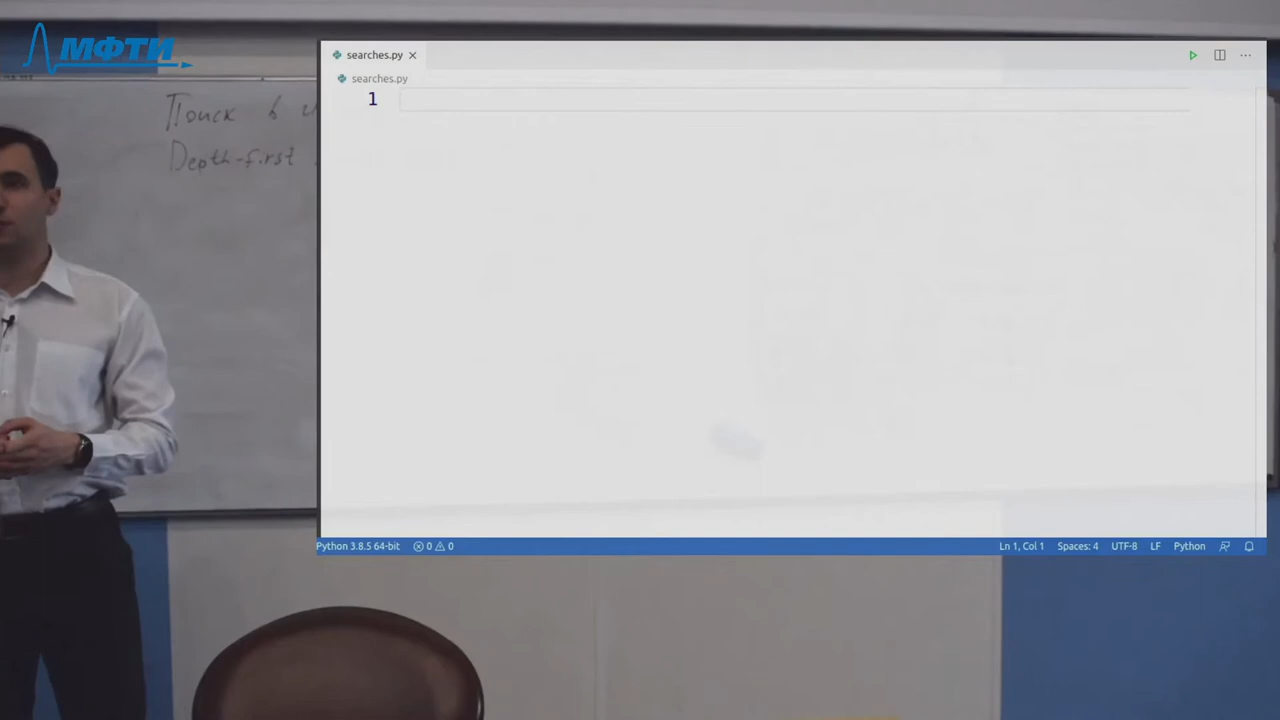 МФТИ
searches.py
searches.py
1
Поиск в
Depth-first
Python 3.8.5 64-bit 0 0 Ln 1, Col 1 Spaces: 4 UTF-8 LF Python